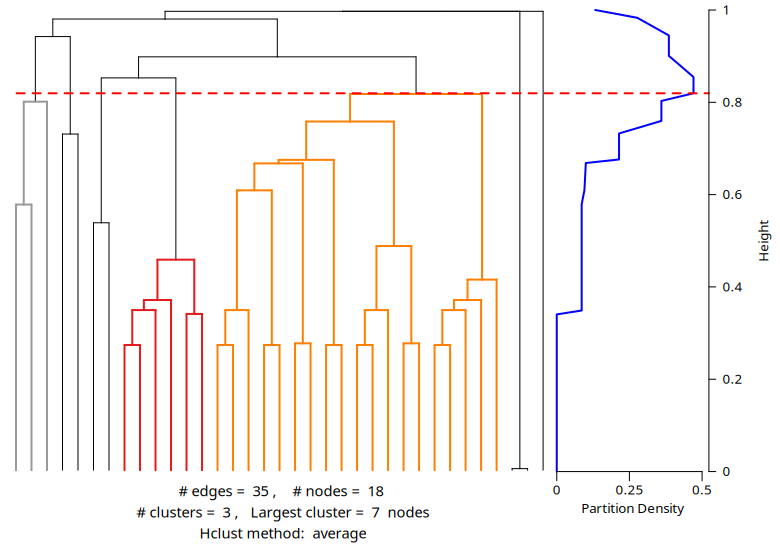 1
0.8
0.6
0.4
0.2
0
Height
0 0.25 0.5
Partition Density
# edges = 35 , # nodes = 18
# clusters = 3 , Largest cluster = 7 nodes
Hclust method: average